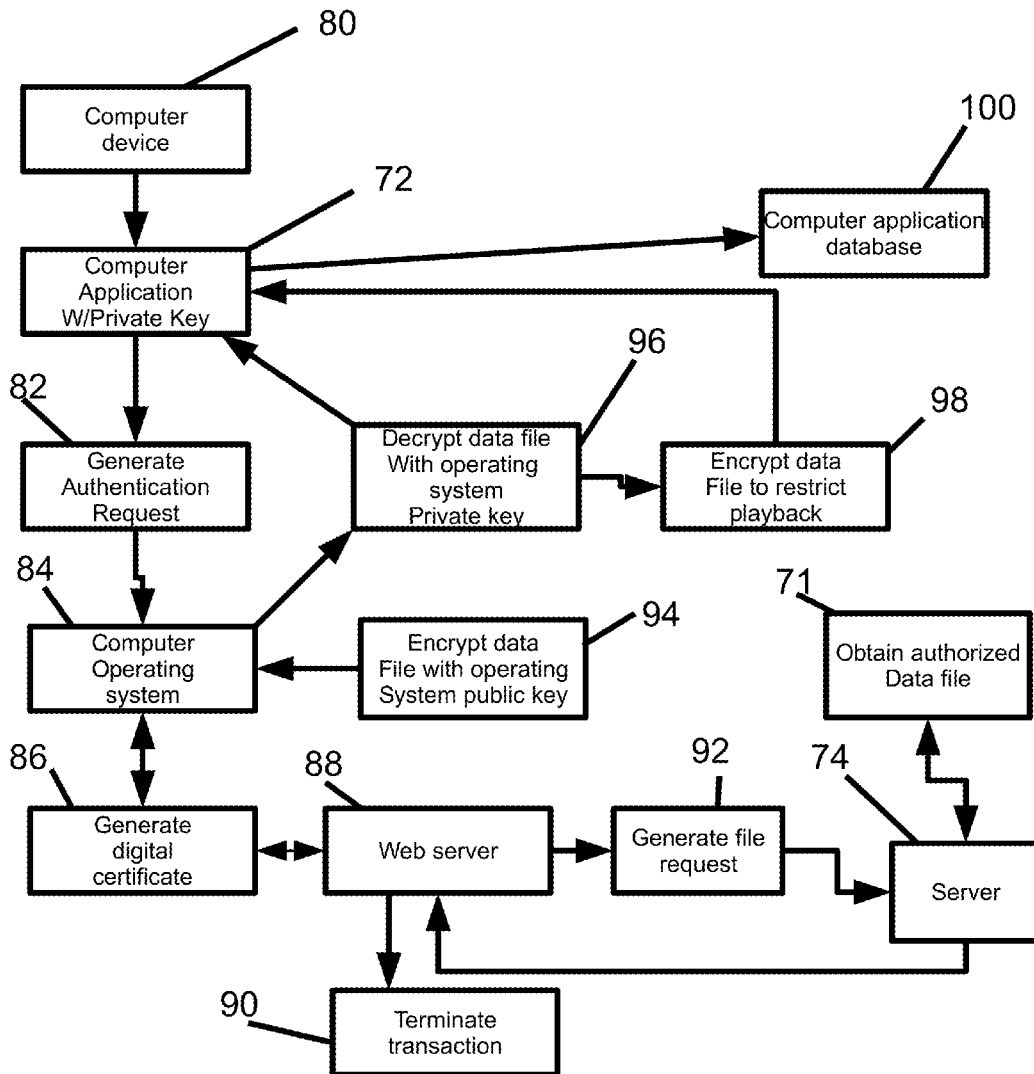 80
Computer
device
100
72
Computer application
database
Computer
Application
W/Private Key
96
82
98
Decrypt data file
With operating
system
Private key
Generate
Authentication
Request
Encrypt data
File to restrict
playback
84
71
94
Computer
Operating
system
Encrypt data
File with operating
System public key
Obtain authorized
Data file
86
88
92
74
Generate
digital
certificate
Web server
Generate file
request
Server
90
Terminate
transaction